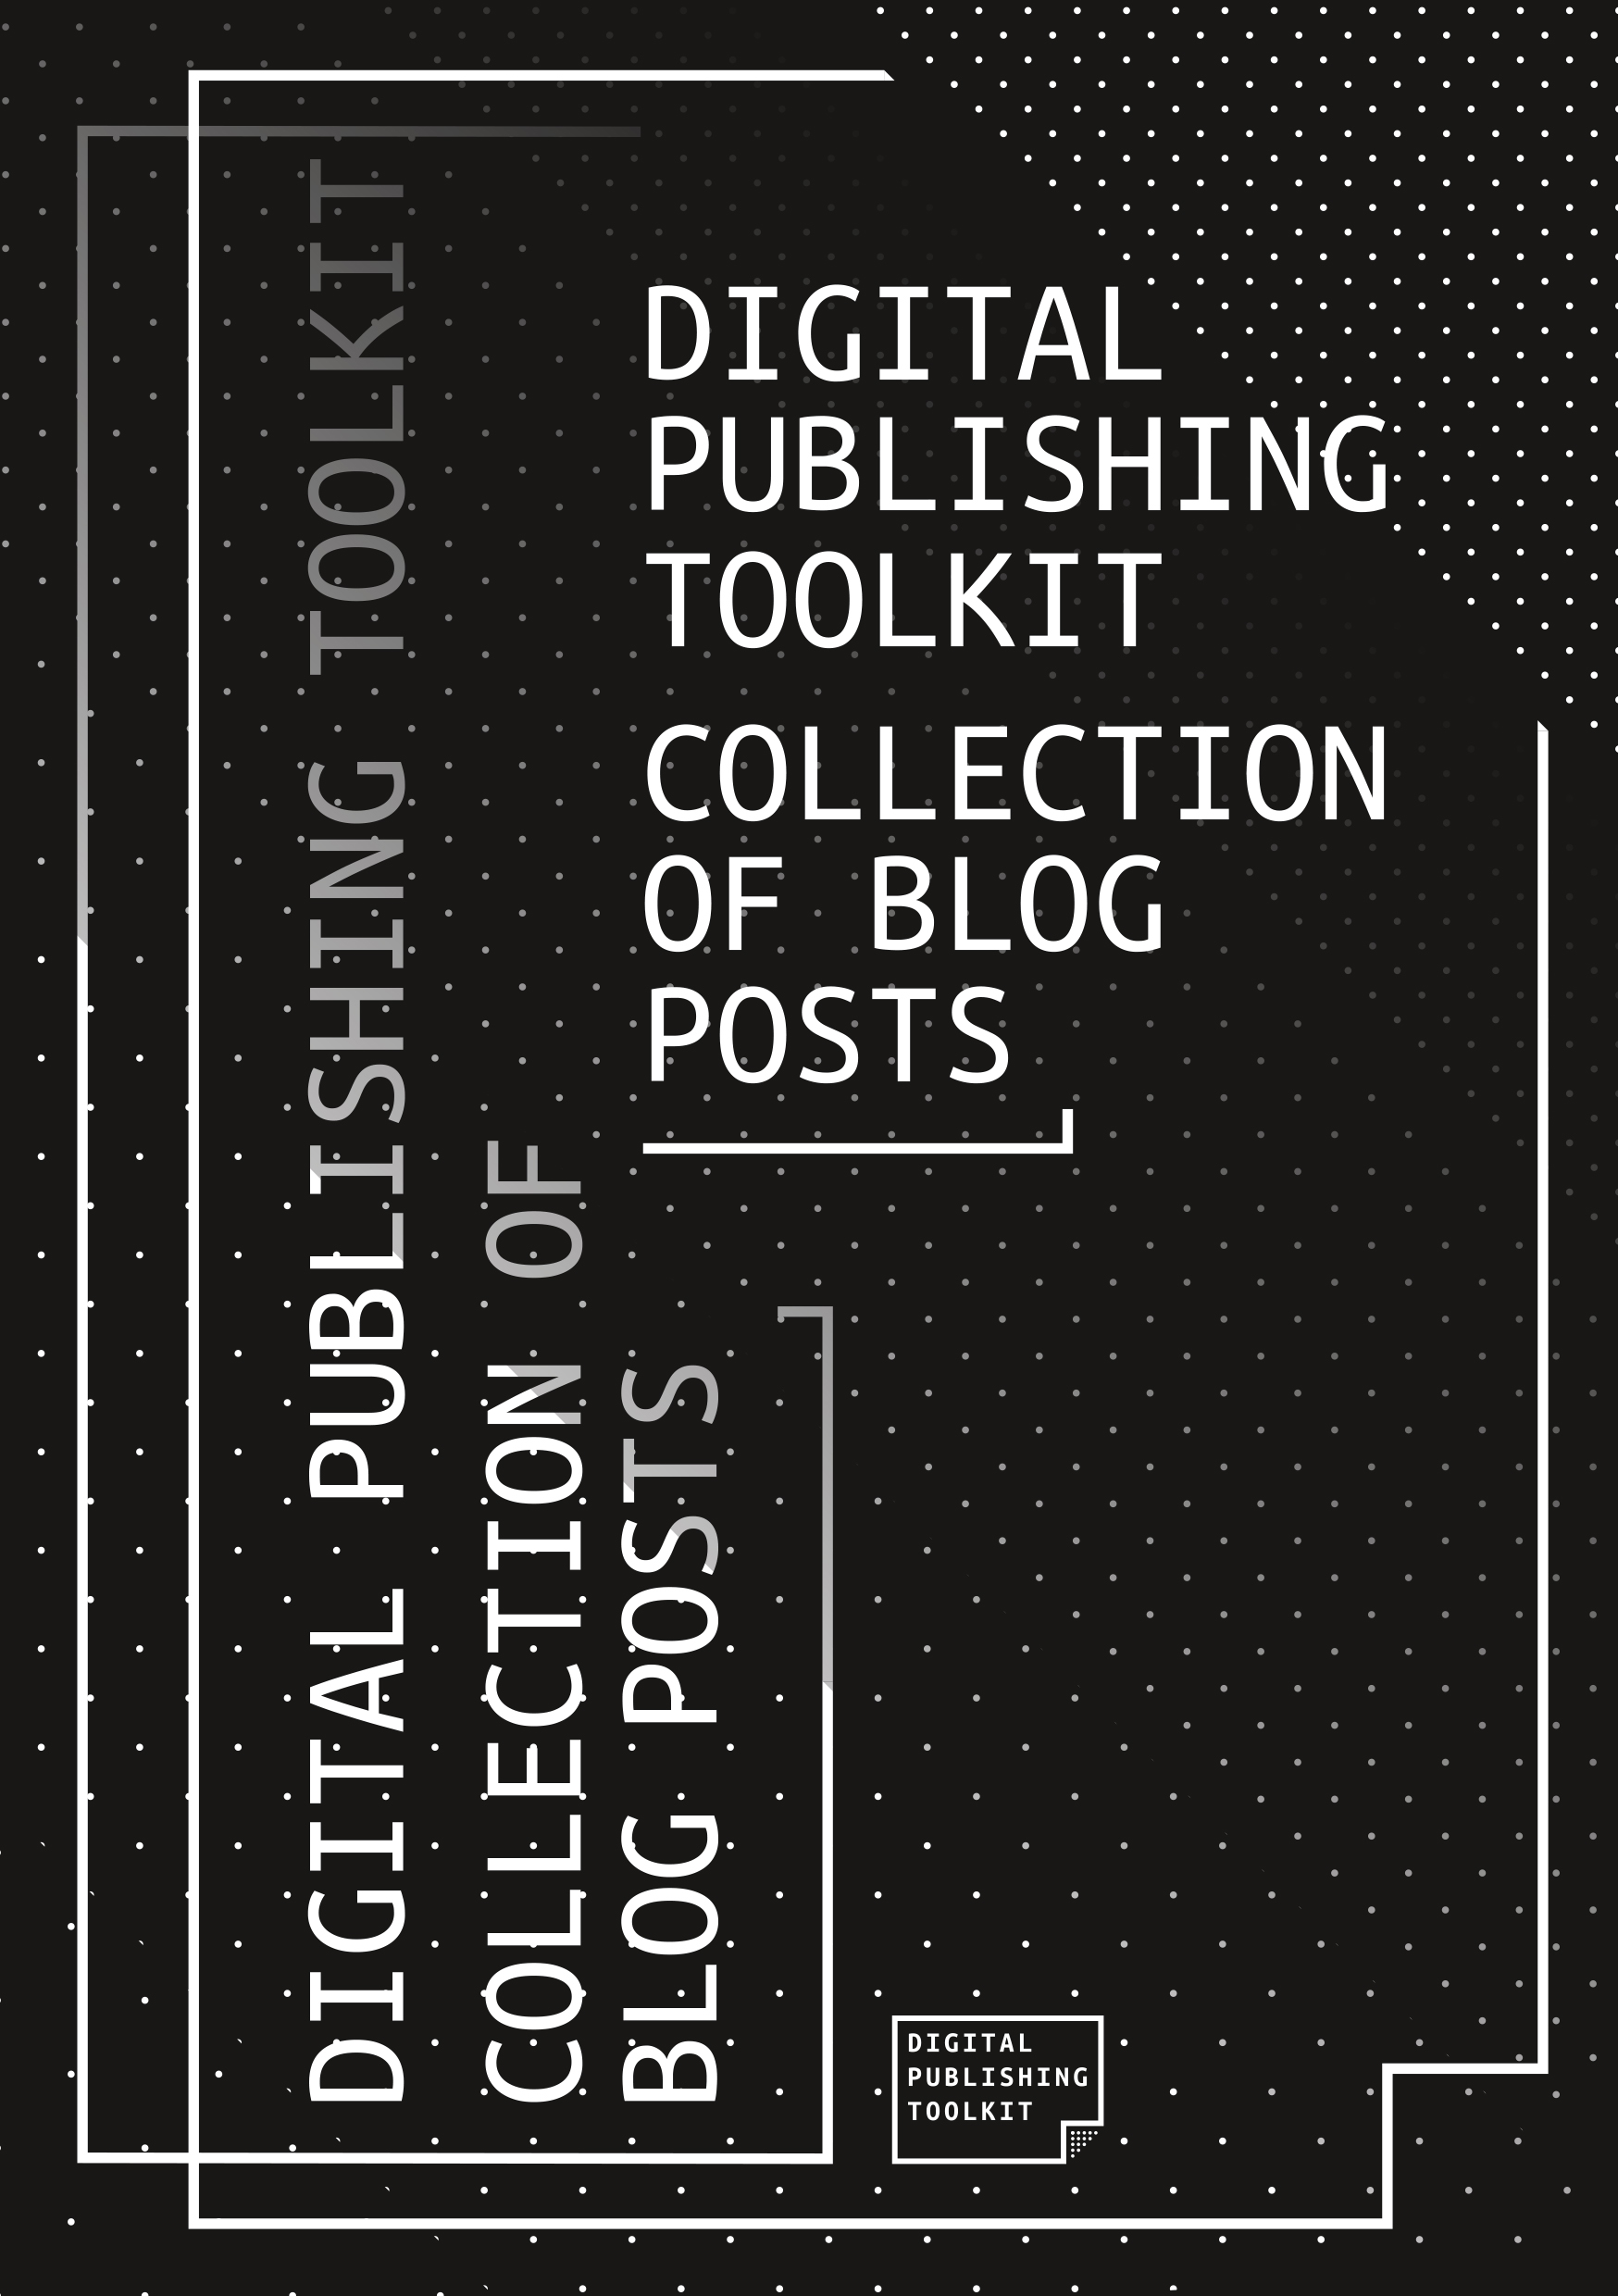 DIGITAL
PUBLISHING
TOOLKIT
COLLECTION
OF BLOG
POSTS
DIGITAL PUBLISHING TOOLKIT
COLLECTION OF
BLOG POSTS
DIGITAL
PUBLISHING
TOOLKIT